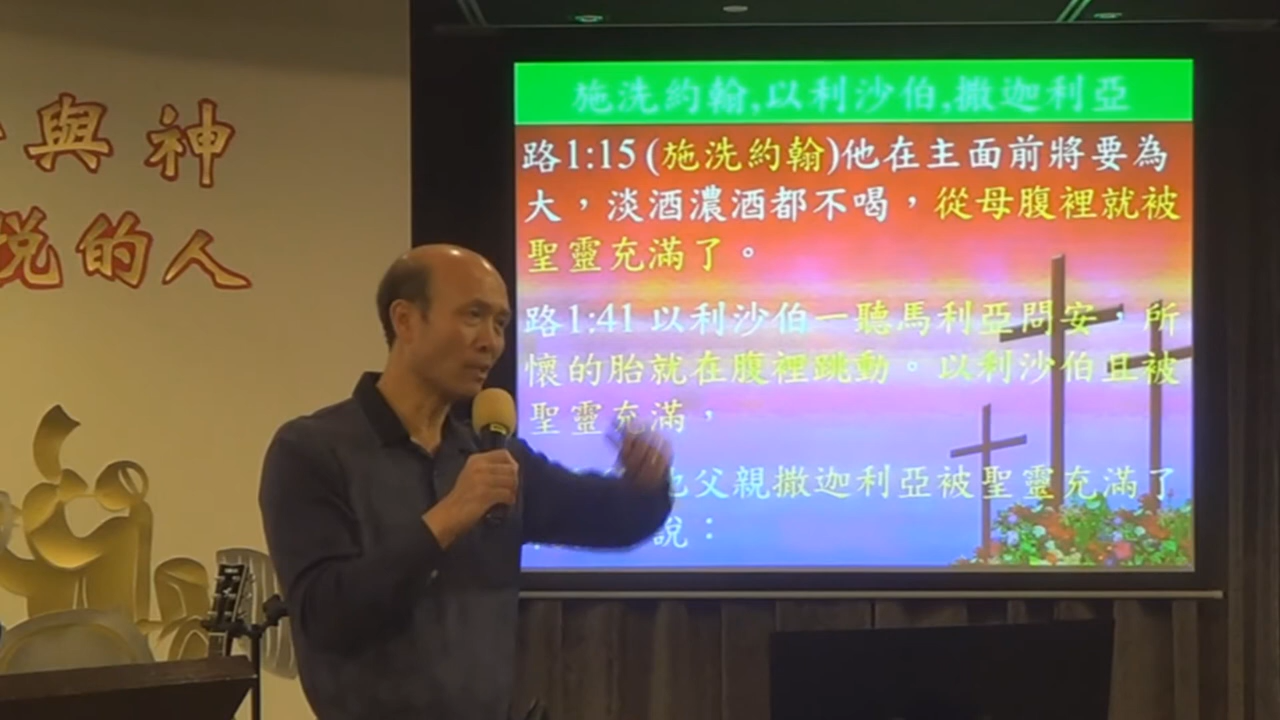 與神
悅的人
施洗約翰,以利沙伯,撒迦利亞
路1:15 (施洗約翰)他在主面前將要為
大，淡酒濃酒都不喝，從母腹裡就被
聖靈充滿了。
路1:41 以利沙伯一聽馬利亞問安，所
懷的胎就在腹裡跳動。以利沙伯且被
聖靈充滿，
父親撒迦利亞被聖靈充滿了
說：